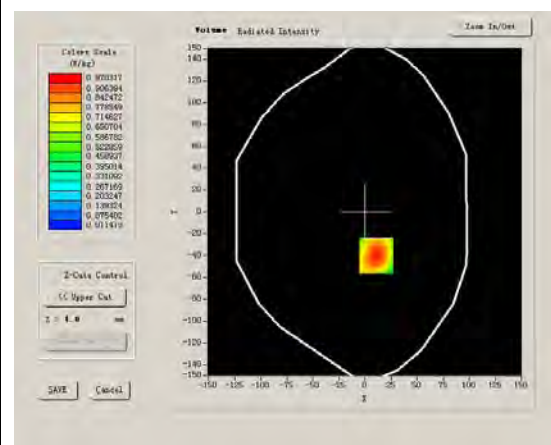 Volume Radiated Intensity
Zoom In/Out
Colors Scale
(W/kg)
0.970317
0.906394
0.842472
0.778549
0.714627
0.650704
0.586782
0.522859
0.458937
0.395014
0.331092
0.267169
0.203247
0.139324
0.075402
0.011479
Z-Cuts Control
<< Upper Cut
mm
SAVE
Cancel
150
120
100
80
60
40
20
0
-20
-40
-60
-80
-100
-120
-140
-150
Y
-150 -125 -100 -75 -50 -25 0 25 50 75 100 125 150
X